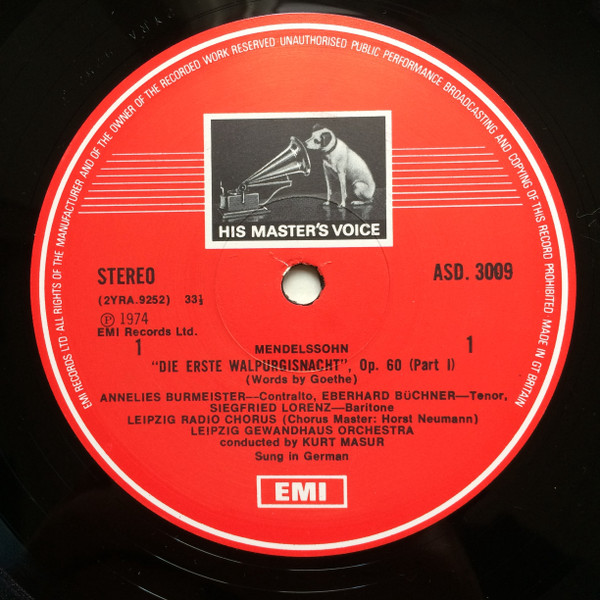 EMI RECORDS LTD · ALL RIGHTS OF THE MANUFACTURER AND OF THE OWNER OF THE RECORDED WORK RESERVED UNAUTHORISED PUBLIC PERFORMANCE BROADCASTING AND COPYING OF THIS RECORD PROHIBITED MADE IN GT BRITAIN
HIS MASTER'S VOICE
STEREO
ASD. 3009
(2YRA.9252) 33⅓
Ⓟ 1974
EMI Records Ltd.
1
1
MENDELSSOHN
"DIE ERSTE WALPURGISNACHT", Op. 60 (Part I)
(Words by Goethe)
ANNELIES BURMEISTER—Contralto, EBERHARD BÜCHNER—Tenor,
SIEGFRIED LORENZ—Baritone
LEIPZIG RADIO CHORUS (Chorus Master: Horst Neumann)
LEIPZIG GEWANDHAUS ORCHESTRA
conducted by KURT MASUR
Sung in German
EMI